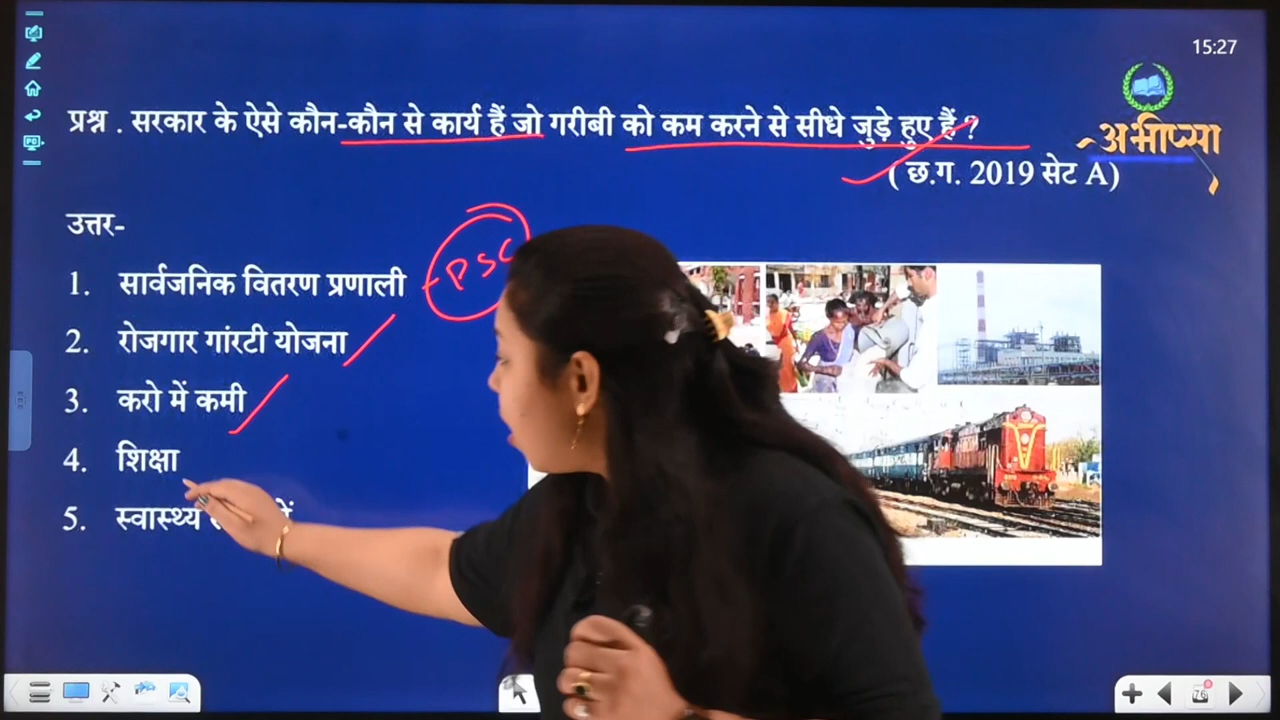 15:27
प्रश्न . सरकार के ऐसे कौन-कौन से कार्य हैं जो गरीबी को कम करने से सीधे जुड़े हुए हैं ?
अभीप्सा
( छ.ग. 2019 सेट A)
उत्तर-
PSC
1. सार्वजनिक वितरण प्रणाली
2. रोजगार गांरटी योजना
3. करो में कमी
4. शिक्षा
5. स्वास्थ्य
76